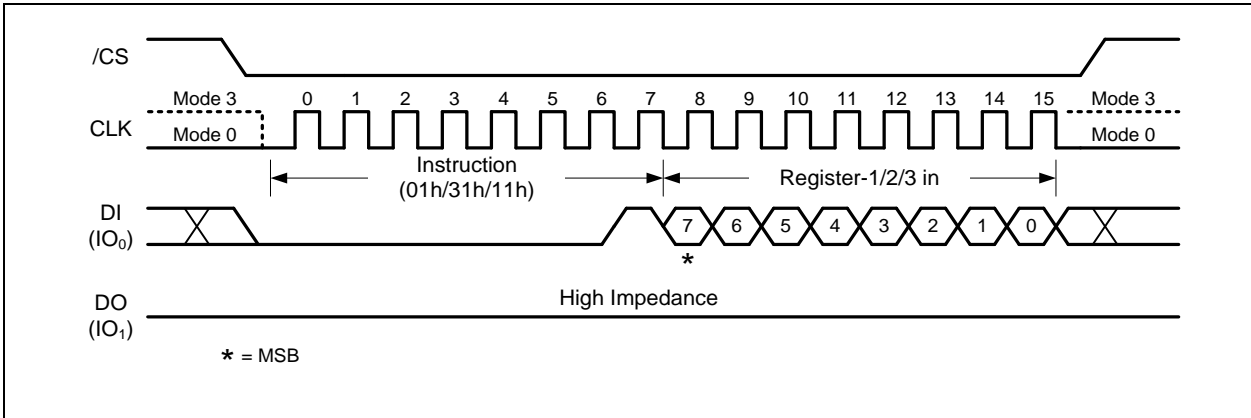 /CS
Mode 3 0 1 2 3 4 5 6 7 8 9 10 11 12 13 14 15 Mode 3
CLK
Mode 0 Mode 0
Instruction
(01h/31h/11h)
Register-1/2/3 in
DI
(IO₀)
7 6 5 4 3 2 1 0
*
High Impedance
DO
(IO₁)
* = MSB